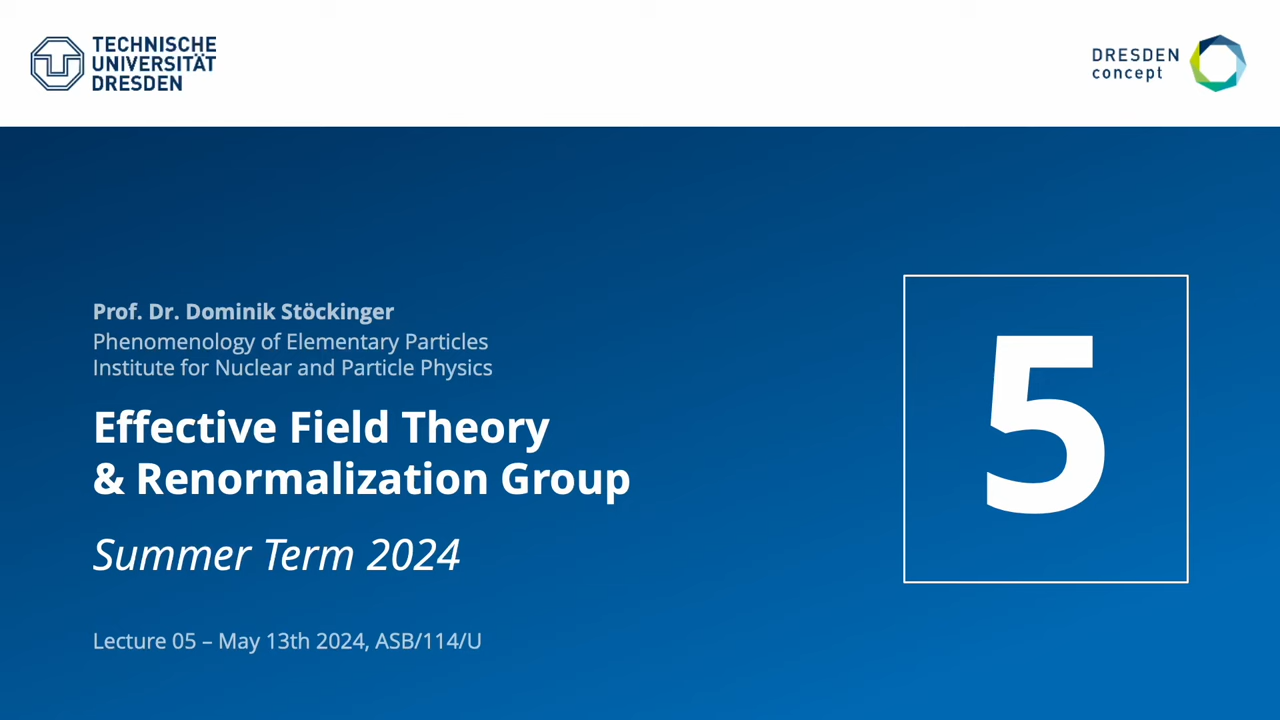 TECHNISCHE
UNIVERSITÄT
DRESDEN
DRESDEN
concept
Prof. Dr. Dominik Stöckinger
Phenomenology of Elementary Particles
Institute for Nuclear and Particle Physics
Effective Field Theory
& Renormalization Group
Summer Term 2024
Lecture 05 – May 13th 2024, ASB/114/U
5